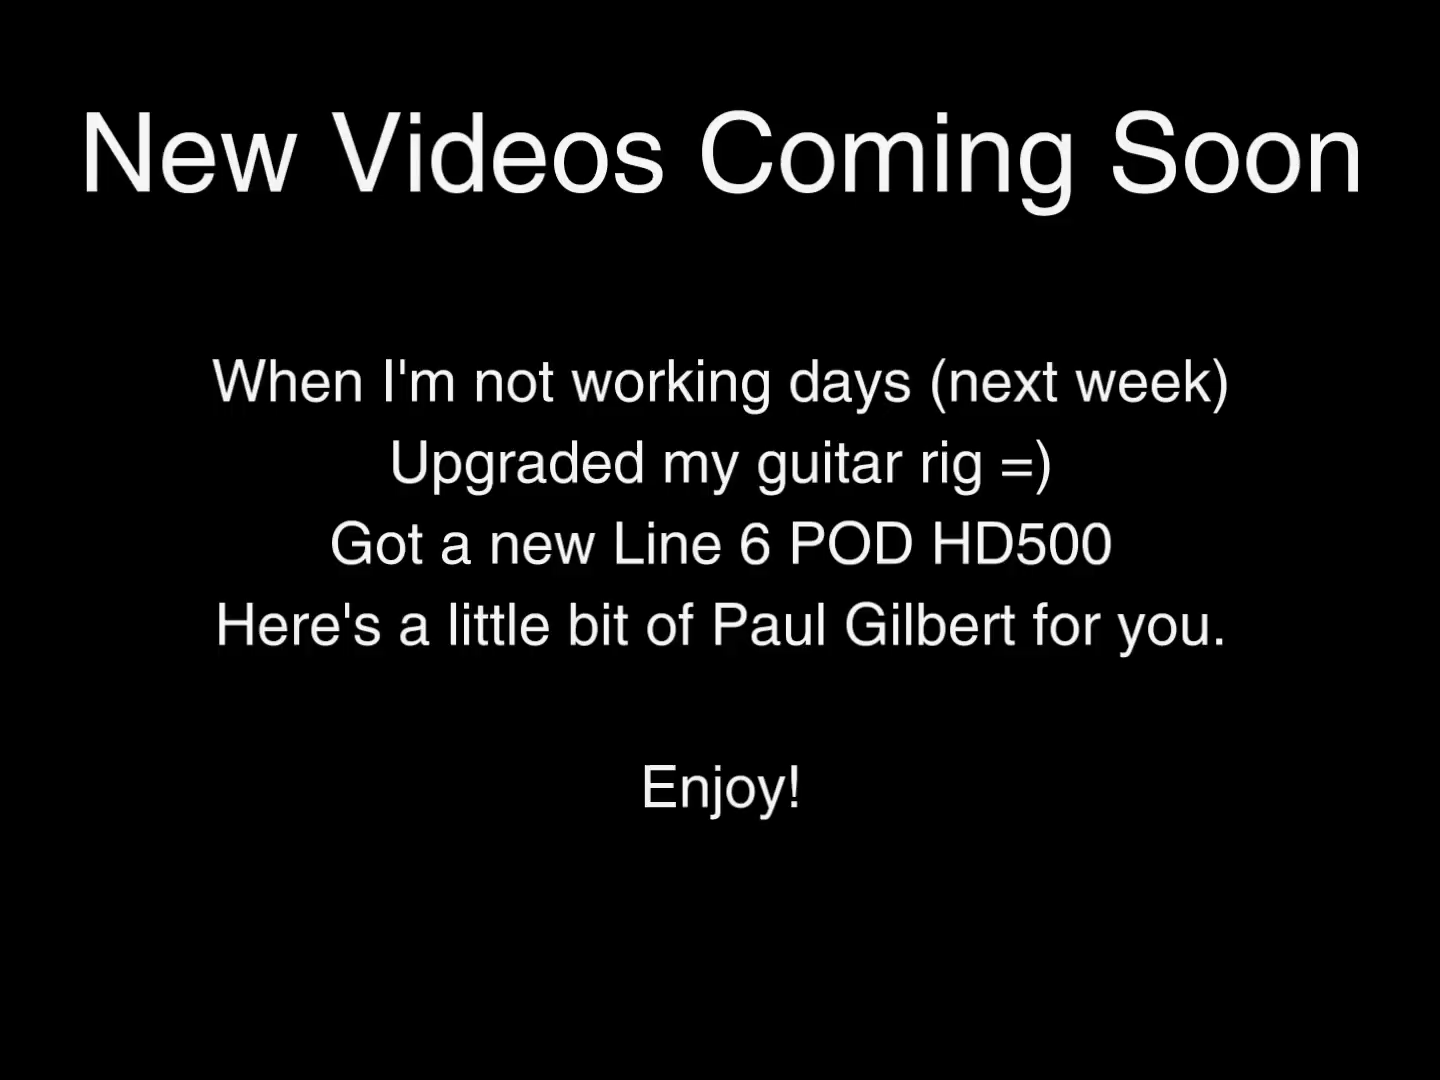 New Videos Coming Soon
When I'm not working days (next week)
Upgraded my guitar rig =)
Got a new Line 6 POD HD500
Here's a little bit of Paul Gilbert for you.
Enjoy!